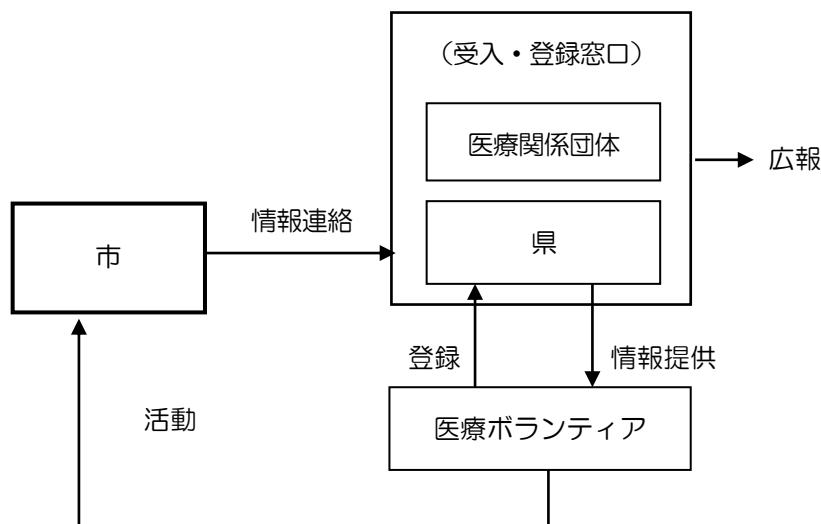 （受入・登録窓口）
医療関係団体
広報
情報連絡
市
県
登録
情報提供
活動
医療ボランティア